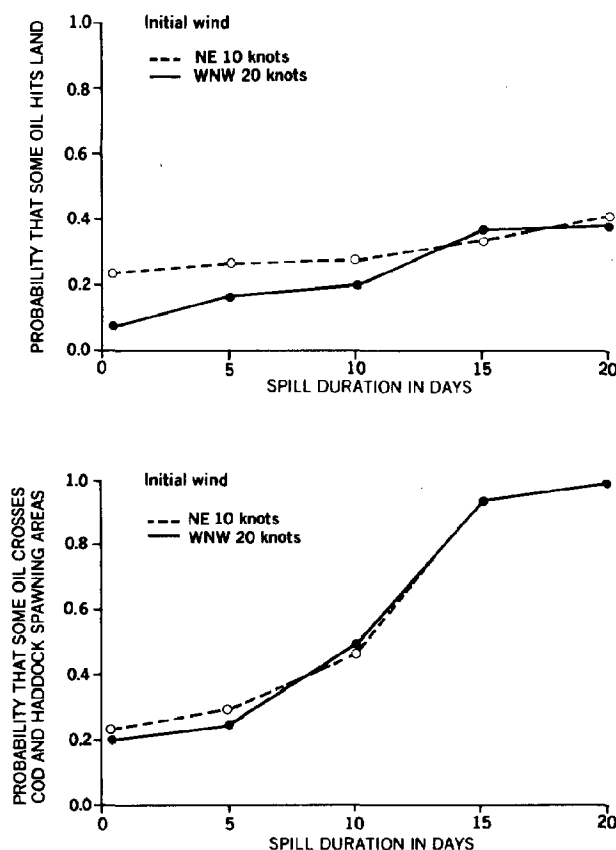 Initial wind
NE 10 knots
WNW 20 knots
PROBABILITY THAT SOME OIL HITS LAND
1.0
0.8
0.6
0.4
0.2
0.0
0 5 10 15 20
SPILL DURATION IN DAYS
Initial wind
NE 10 knots
WNW 20 knots
PROBABILITY THAT SOME OIL CROSSES
COD AND HADDOCK SPAWNING AREAS
1.0
0.8
0.6
0.4
0.2
0.0
0 5 10 15 20
SPILL DURATION IN DAYS